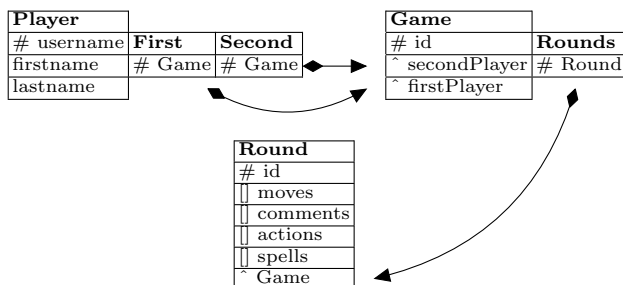 Player
# username First Second
firstname # Game # Game
lastname
Game
# id Rounds
ˆ secondPlayer # Round
ˆ firstPlayer
Round
# id
[] moves
[] comments
[] actions
[] spells
ˆ Game